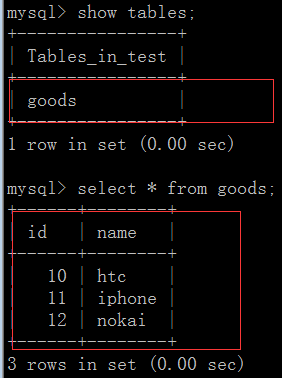 mysql> show tables;
+----------------+
| Tables_in_test |
+----------------+
| goods          |
+----------------+
1 row in set (0.00 sec)
mysql> select * from goods;
+------+--------+
| id   | name   |
+------+--------+
|   10 | htc    |
|   11 | iphone |
|   12 | nokai  |
+------+--------+
3 rows in set (0.00 sec)